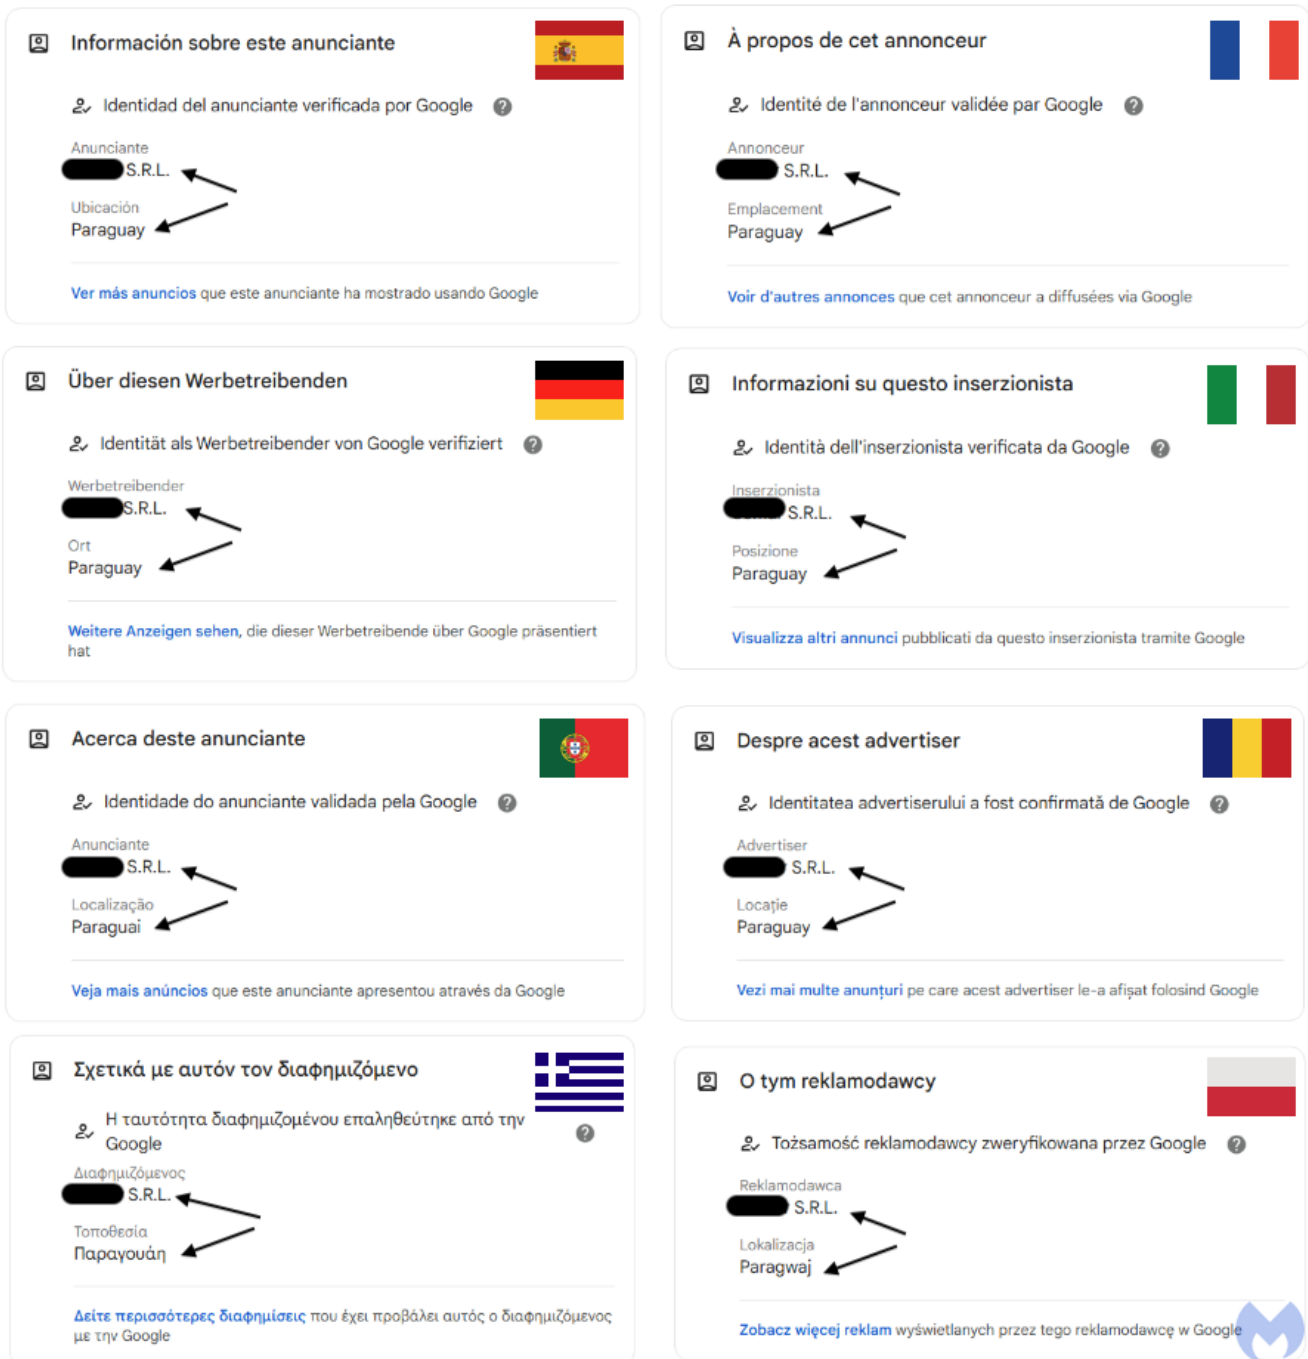 Información sobre este anunciante
Identidad del anunciante verificada por Google
Anunciante
S.R.L.
Ubicación
Paraguay
Ver más anuncios que este anunciante ha mostrado usando Google
À propos de cet annonceur
Identité de l'annonceur validée par Google
Annonceur
S.R.L.
Emplacement
Paraguay
Voir d'autres annonces que cet annonceur a diffusées via Google
Über diesen Werbetreibenden
Identität als Werbetreibender von Google verifiziert
Werbetreibender
S.R.L.
Ort
Paraguay
Weitere Anzeigen sehen, die dieser Werbetreibende über Google präsentiert
hat
Informazioni su questo inserzionista
Identità dell'inserzionista verificata da Google
Inserzionista
S.R.L.
Posizione
Paraguay
Visualizza altri annunci pubblicati da questo inserzionista tramite Google
Acerca deste anunciante
Identidade do anunciante validada pela Google
Anunciante
S.R.L.
Localização
Paraguai
Veja mais anúncios que este anunciante apresentou através da Google
Despre acest advertiser
Identitatea advertiserului a fost confirmată de Google
Advertiser
S.R.L.
Locație
Paraguay
Vezi mai multe anunțuri pe care acest advertiser le-a afișat folosind Google
Σχετικά με αυτόν τον διαφημιζόμενο
Η ταυτότητα διαφημιζομένου επαληθεύτηκε από την
Google
Διαφημιζόμενος
S.R.L.
Τοποθεσία
Παραγουάη
Δείτε περισσότερες διαφημίσεις που έχει προβάλει αυτός ο διαφημιζόμενος
με την Google
O tym reklamodawcy
Tożsamość reklamodawcy zweryfikowana przez Google
Reklamodawca
S.R.L.
Lokalizacja
Paragwaj
Zobacz więcej reklam wyświetlanych przez tego reklamodawcę w Google